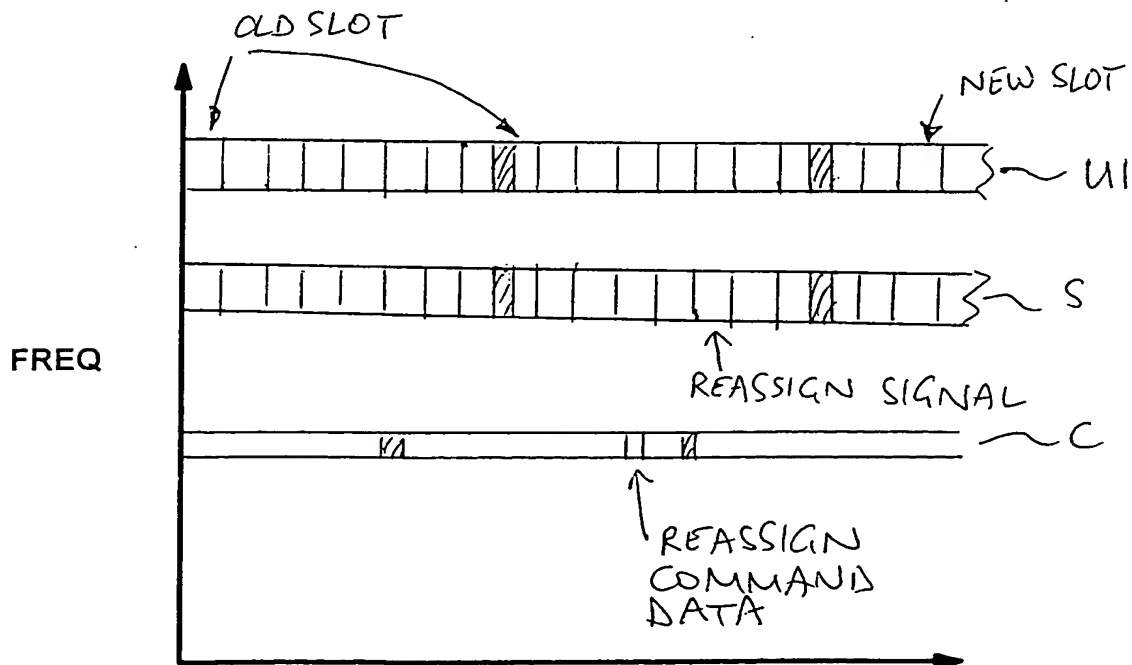 OLD SLOT
NEW SLOT
U1
S
FREQ
REASSIGN SIGNAL
C
REASSIGN
COMMAND
DATA